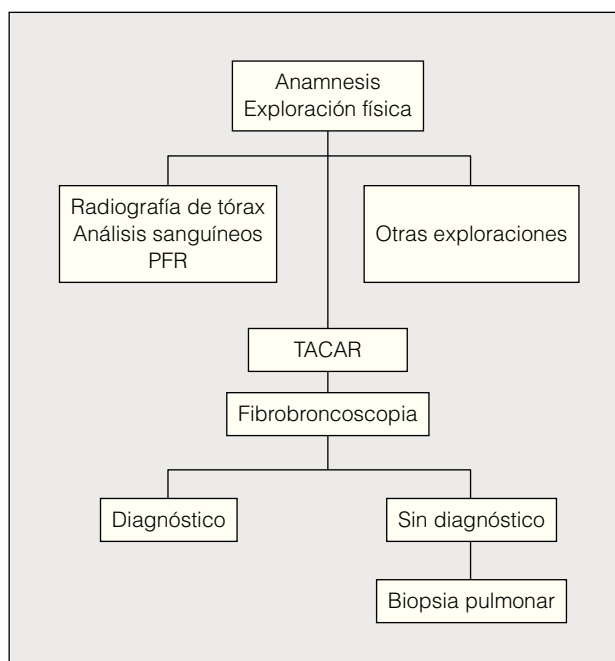 Anamnesis
Exploración física
Radiografía de tórax
Análisis sanguíneos
PFR
Otras exploraciones
TACAR
Fibrobroncoscopia
Diagnóstico
Sin diagnóstico
Biopsia pulmonar